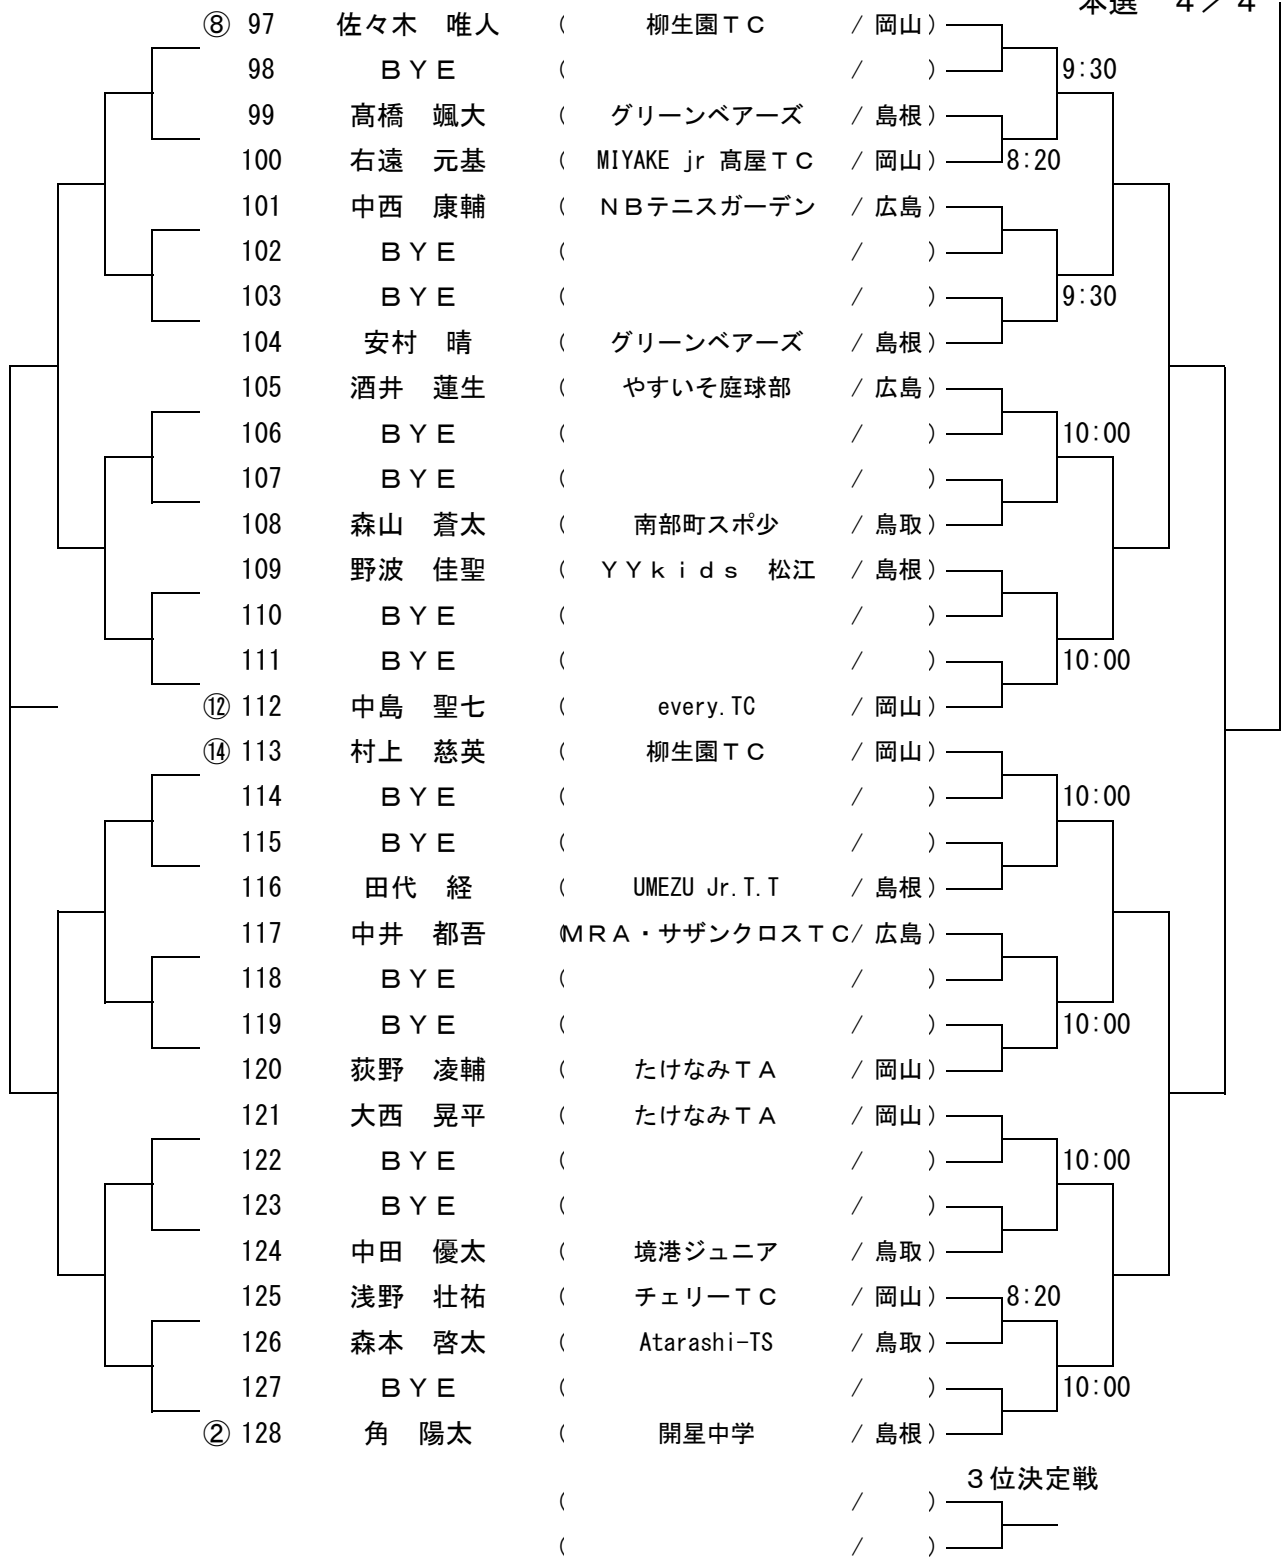 本選 4/4
⑧ 97 佐々木 唯人 ( 柳生園TC / 岡山)
98 BYE ( / ) 9:30
99 髙橋 颯大 ( グリーンベアーズ / 島根)
100 右遠 元基 ( MIYAKE jr 髙屋TC / 岡山) 8:20
101 中西 康輔 ( NBテニスガーデン / 広島)
102 BYE ( / )
103 BYE ( / ) 9:30
104 安村 晴 ( グリーンベアーズ / 島根)
105 酒井 蓮生 ( やすいそ庭球部 / 広島)
106 BYE ( / ) 10:00
107 BYE ( / )
108 森山 蒼太 ( 南部町スポ少 / 鳥取)
109 野波 佳聖 ( YYkids 松江 / 島根)
110 BYE ( / )
111 BYE ( / ) 10:00
⑫ 112 中島 聖七 ( every.TC / 岡山)
⑭ 113 村上 慈英 ( 柳生園TC / 岡山)
114 BYE ( / ) 10:00
115 BYE ( / )
116 田代 経 ( UMEZU Jr.T.T / 島根)
117 中井 都吾 (MRA・サザンクロスTC / 広島)
118 BYE ( / )
119 BYE ( / ) 10:00
120 荻野 凌輔 ( たけなみTA / 岡山)
121 大西 晃平 ( たけなみTA / 岡山)
122 BYE ( / ) 10:00
123 BYE ( / )
124 中田 優太 ( 境港ジュニア / 鳥取)
125 浅野 壮祐 ( チェリーTC / 岡山) 8:20
126 森本 啓太 ( Atarashi-TS / 鳥取)
127 BYE ( / ) 10:00
② 128 角 陽太 ( 開星中学 / 島根)
3位決定戦
( / )
( / )